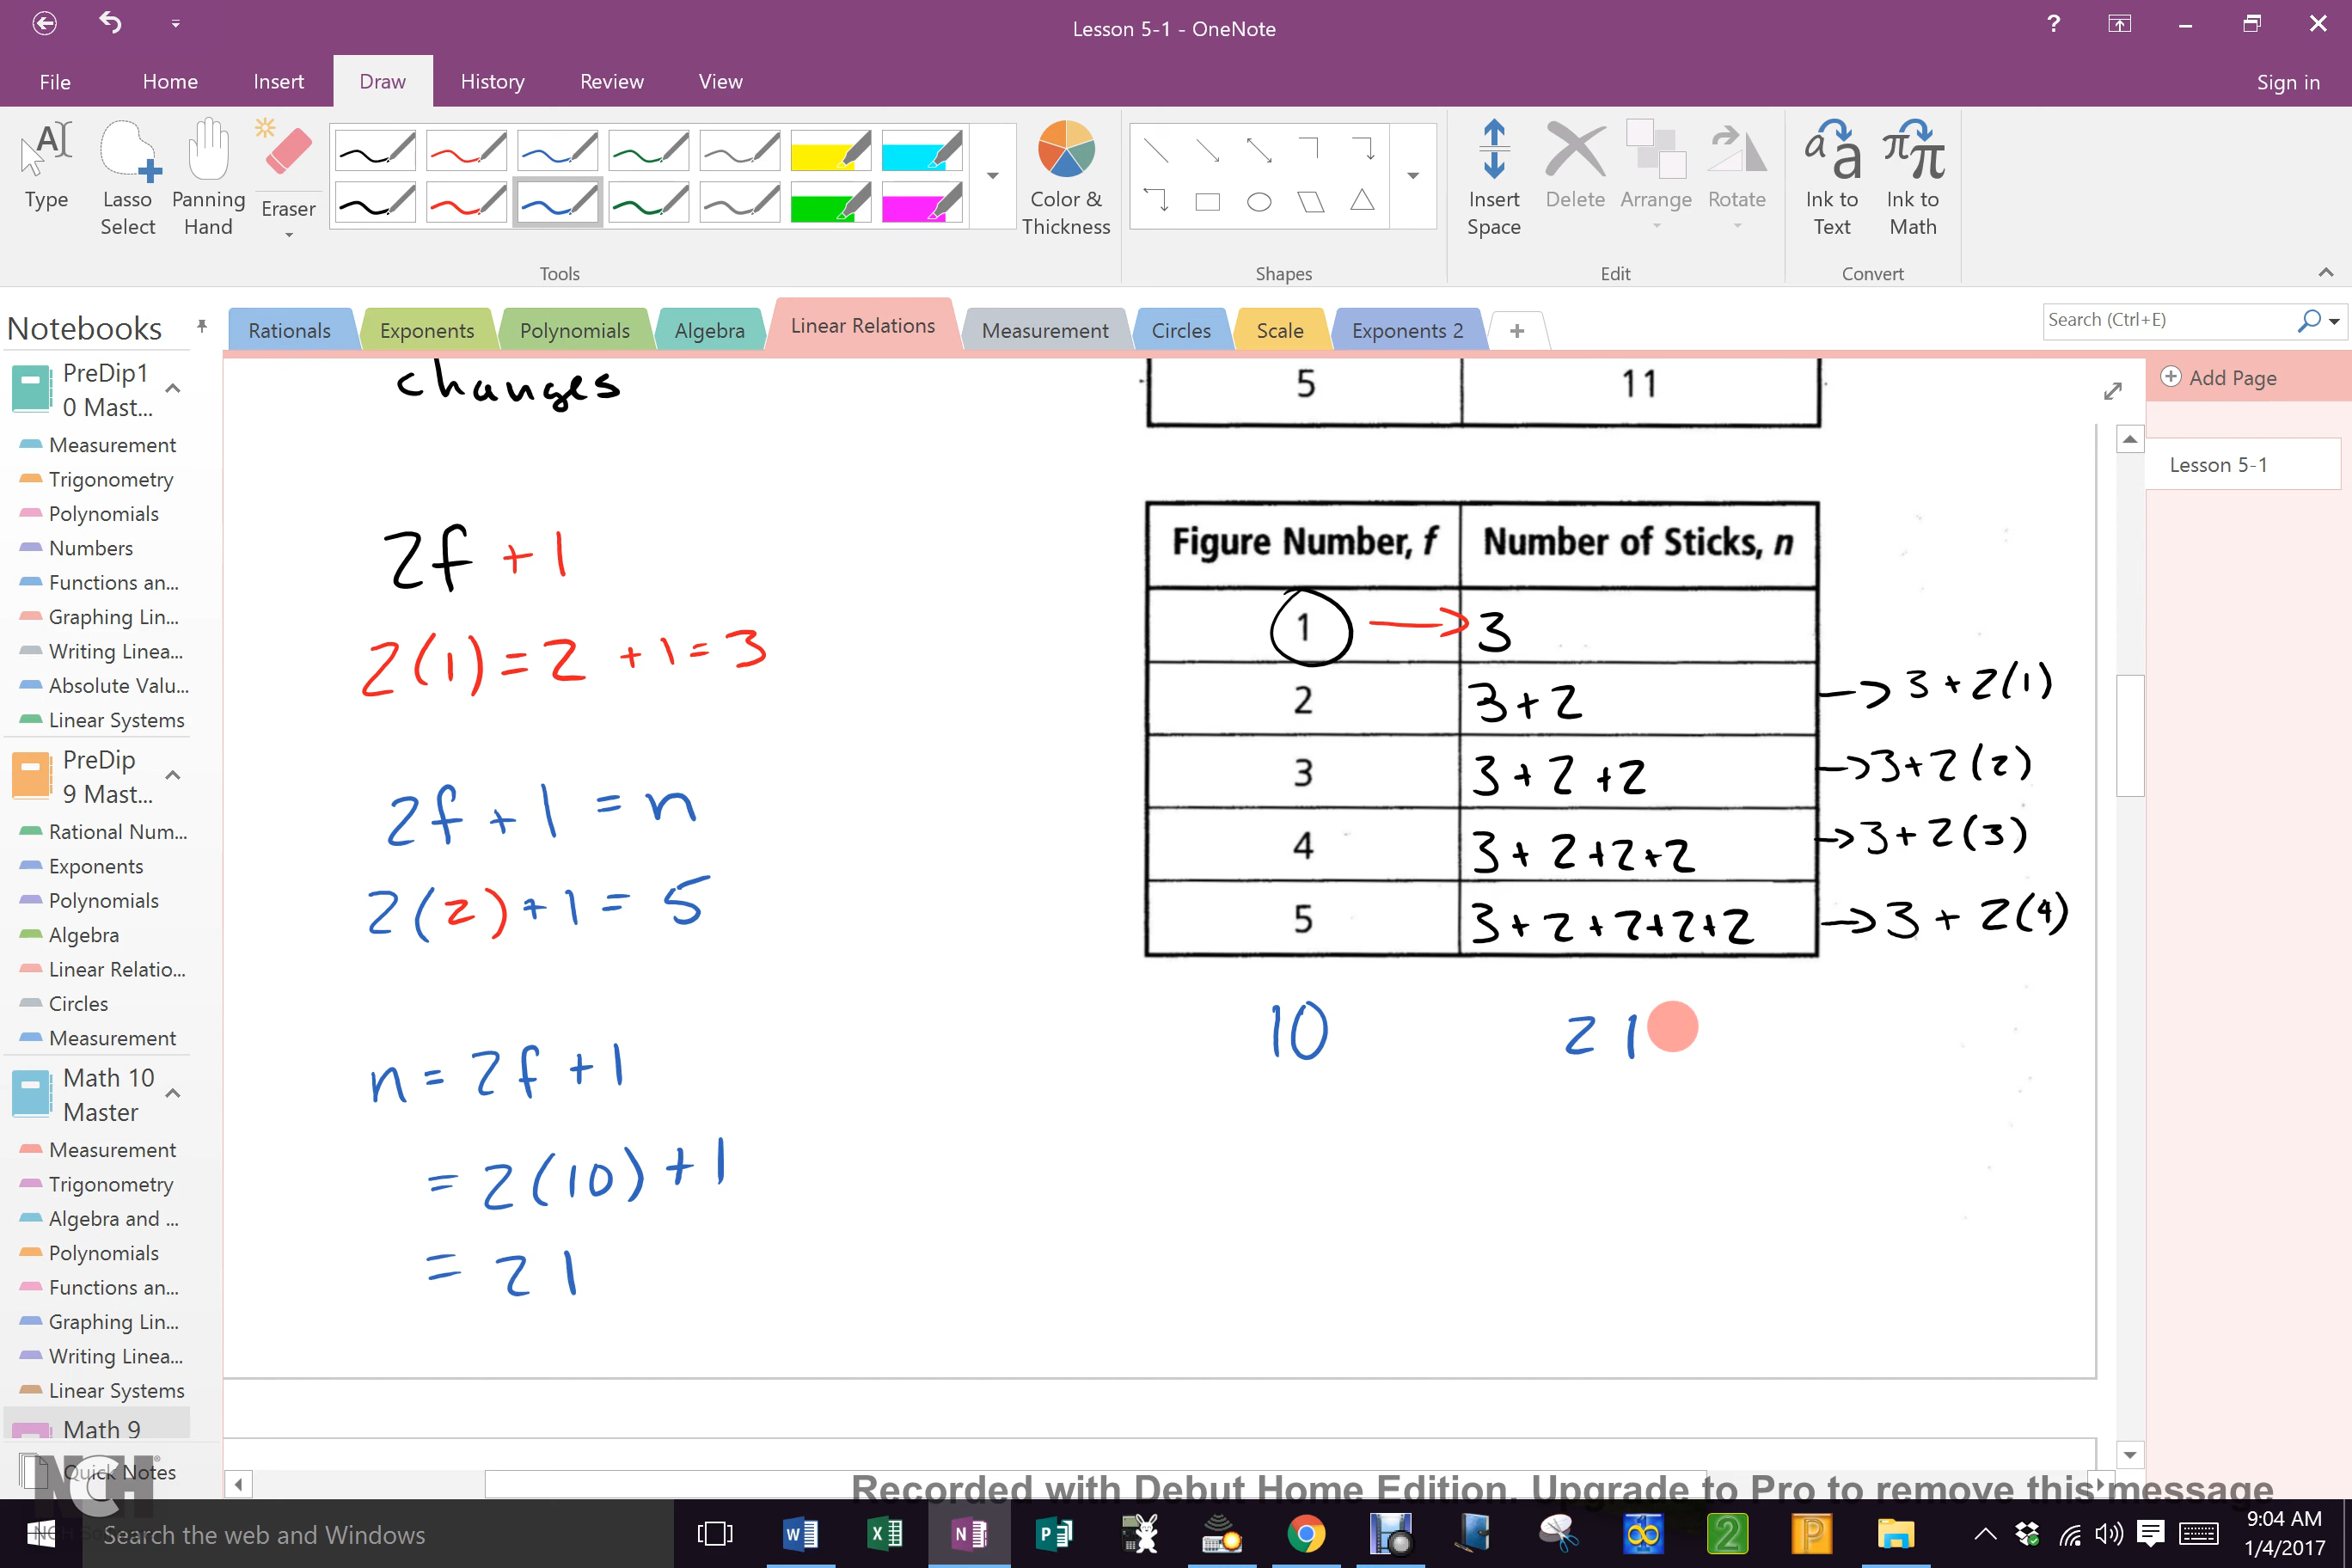 Lesson 5-1 - OneNote
?
File Home Insert Draw History Review View Sign in
Type
Lasso Select
Panning Hand
Eraser
Color & Thickness
Insert Space
Delete
Arrange
Rotate
Ink to Text
Ink to Math
Tools Shapes Edit Convert
Notebooks
Rationals Exponents Polynomials Algebra Linear Relations Measurement Circles Scale Exponents 2 +
Search (Ctrl+E)
PreDip1
0 Mast...
Measurement
Trigonometry
Polynomials
Numbers
Functions an...
Graphing Lin...
Writing Linea...
Absolute Valu...
Linear Systems
PreDip
9 Mast...
Rational Num...
Exponents
Polynomials
Algebra
Linear Relatio...
Circles
Measurement
Math 10
Master
Measurement
Trigonometry
Algebra and ...
Polynomials
Functions an...
Graphing Lin...
Writing Linea...
Linear Systems
Math 9
Quick Notes
changes
2f + 1
2(1) = 2 + 1 = 3
2f + 1 = n
2(2) + 1 = 5
n = 2f + 1
= 2(10) + 1
= 21
5 11
Figure Number, f Number of Sticks, n
1 → 3
2 3+2 → 3 + 2(1)
3 3 + 2 + 2 → 3 + 2(2)
4 3 + 2 + 2 + 2 → 3 + 2(3)
5 3 + 2 + 2 + 2 + 2 → 3 + 2(4)
10 21
Add Page
Lesson 5-1
NCH
Recorded with Debut Home Edition. Upgrade to Pro to remove this message
Search the web and Windows
9:04 AM
1/4/2017